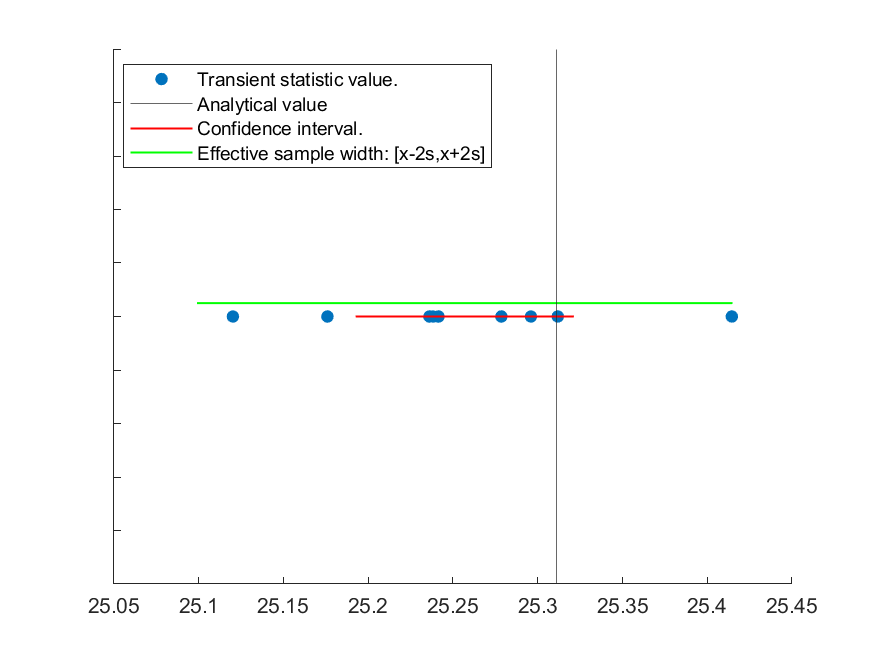 Transient statistic value.
Analytical value
Confidence interval.
Effective sample width: [x-2s,x+2s]
25.05 25.1 25.15 25.2 25.25 25.3 25.35 25.4 25.45